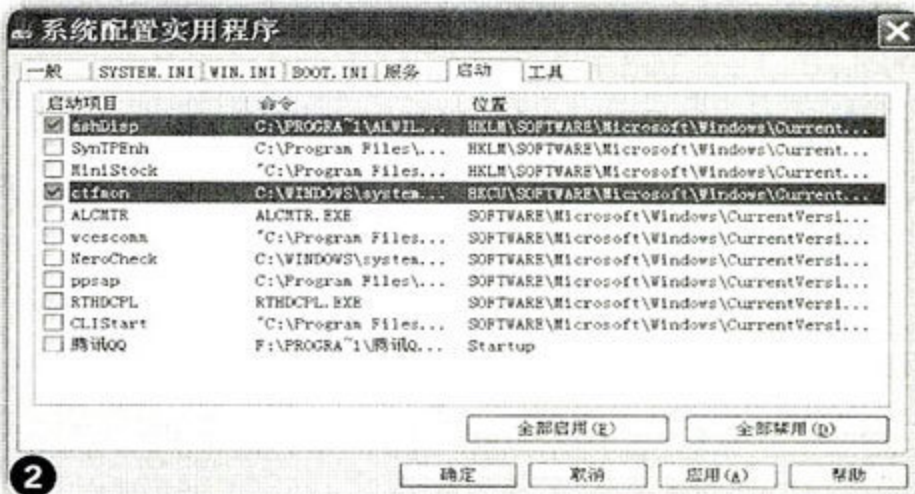 系统配置实用程序
一般 SYSTEM.INI WIN.INI BOOT.INI 服务 启动 工具
启动项目 命令 位置
ashDisp C:\PROGRA~1\ALWIL... HKLM\SOFTWARE\Microsoft\Windows\Current...
SynTPEnh C:\Program Files\... HKLM\SOFTWARE\Microsoft\Windows\Current...
MiniStock "C:\Program Files... HKLM\SOFTWARE\Microsoft\Windows\Current...
ctfmon C:\WINDOWS\system... HKCU\SOFTWARE\Microsoft\Windows\Current...
ALCMTR ALCMTR.EXE SOFTWARE\Microsoft\Windows\CurrentVersi...
wcescomm "C:\Program Files... SOFTWARE\Microsoft\Windows\CurrentVersi...
NeroCheck C:\WINDOWS\system... SOFTWARE\Microsoft\Windows\CurrentVersi...
ppsap C:\Program Files\... SOFTWARE\Microsoft\Windows\CurrentVersi...
RTHDCPL RTHDCPL.EXE SOFTWARE\Microsoft\Windows\CurrentVersi...
CLIStart "C:\Program Files... SOFTWARE\Microsoft\Windows\CurrentVersi...
腾讯QQ F:\PROGRA~1\腾讯Q... Startup
全部启用(E) 全部禁用(D)
2 确定 取消 应用(A) 帮助